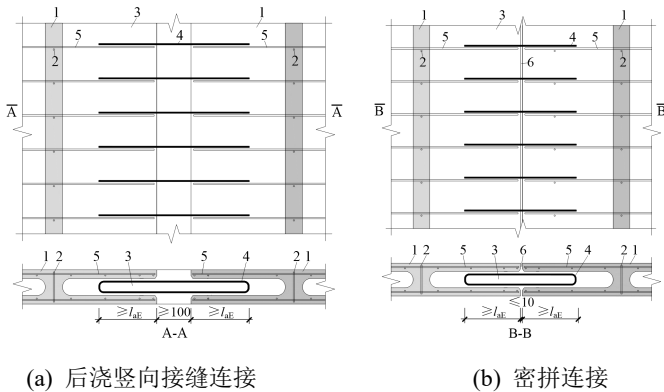 1 3 1
5 4 5
2 2
A A
1 2 5 3 5 4 2 1
≥laE ≥100 ≥laE
A-A
(a) 后浇竖向接缝连接
1 3 1
5 4 5
2 6 2
B B
1 2 5 3 6 5 4 2 1
≤10
≥laE ≥laE
B-B
(b) 密拼连接